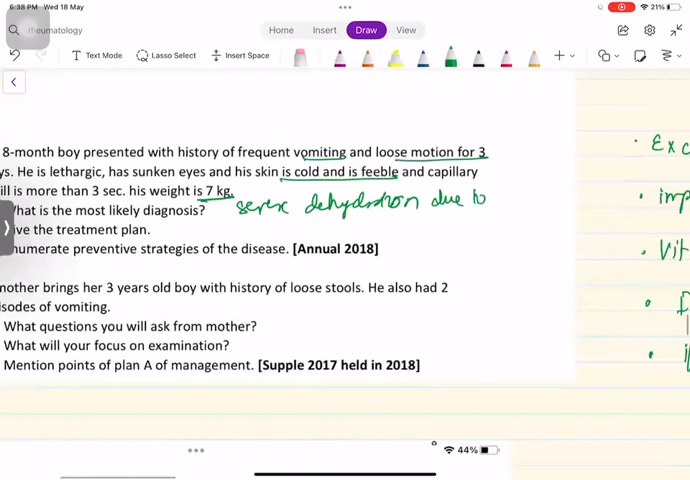 6:38 PM Wed 18 May
21%
rheumatology
Home Insert Draw View
Text Mode Lasso Select Insert Space
8-month boy presented with history of frequent vomiting and loose motion for 3
ys. He is lethargic, has sunken eyes and his skin is cold and is feeble and capillary
ill is more than 3 sec. his weight is 7 kg.
What is the most likely diagnosis? severe dehydration due to
ive the treatment plan.
numerate preventive strategies of the disease. [Annual 2018]
mother brings her 3 years old boy with history of loose stools. He also had 2
isodes of vomiting.
What questions you will ask from mother?
What will your focus on examination?
Mention points of plan A of management. [Supple 2017 held in 2018]
Exc
imp
Vit
44%